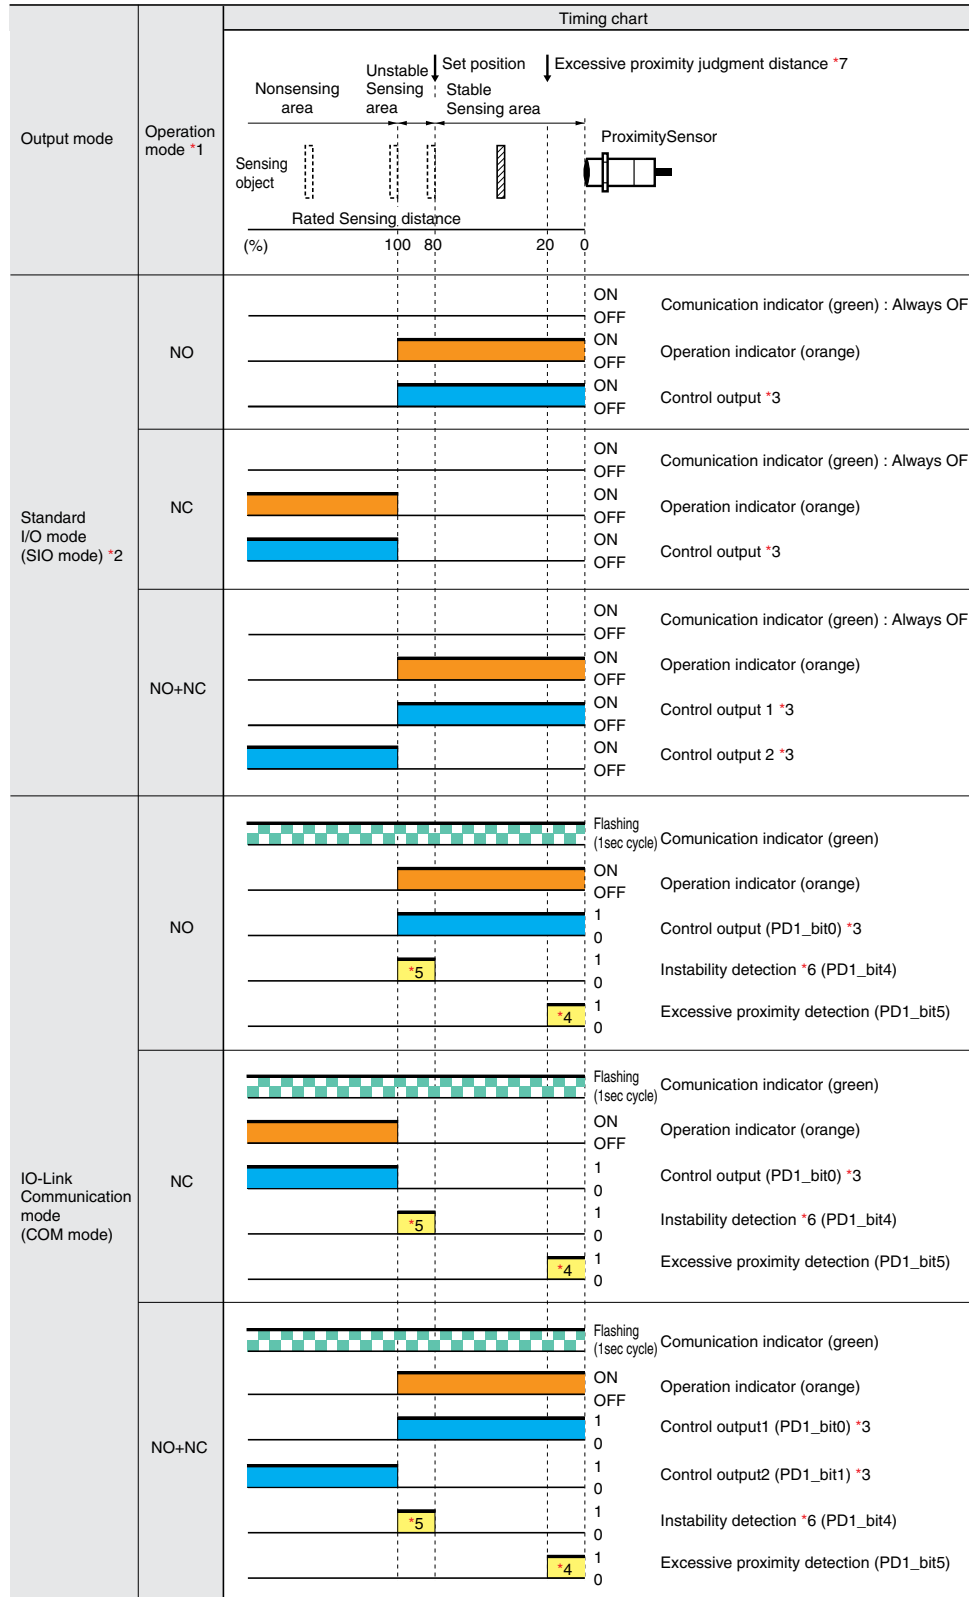 Timing chart
Output mode
Operation
mode *1
Set position
Excessive proximity judgment distance *7
Unstable
Sensing
area
Nonsensing
area
Stable
Sensing area
ProximitySensor
Sensing
object
Rated Sensing distance
(%) 100 80 20 0
Standard
I/O mode
(SIO mode) *2
NO
ON
OFF
Comunication indicator (green) : Always OF
ON
OFF
Operation indicator (orange)
ON
OFF
Control output *3
NC
ON
OFF
Comunication indicator (green) : Always OF
ON
OFF
Operation indicator (orange)
ON
OFF
Control output *3
NO+NC
ON
OFF
Comunication indicator (green) : Always OF
ON
OFF
Operation indicator (orange)
ON
OFF
Control output 1 *3
ON
OFF
Control output 2 *3
IO-Link
Communication
mode
(COM mode)
NO
Flashing
(1sec cycle)
Comunication indicator (green)
ON
OFF
Operation indicator (orange)
1
0
Control output (PD1_bit0) *3
*5
1
0
Instability detection *6 (PD1_bit4)
*4
1
0
Excessive proximity detection (PD1_bit5)
NC
Flashing
(1sec cycle)
Comunication indicator (green)
ON
OFF
Operation indicator (orange)
1
0
Control output (PD1_bit0) *3
*5
1
0
Instability detection *6 (PD1_bit4)
*4
1
0
Excessive proximity detection (PD1_bit5)
NO+NC
Flashing
(1sec cycle)
Comunication indicator (green)
ON
OFF
Operation indicator (orange)
1
0
Control output1 (PD1_bit0) *3
1
0
Control output2 (PD1_bit1) *3
*5
1
0
Instability detection *6 (PD1_bit4)
*4
1
0
Excessive proximity detection (PD1_bit5)